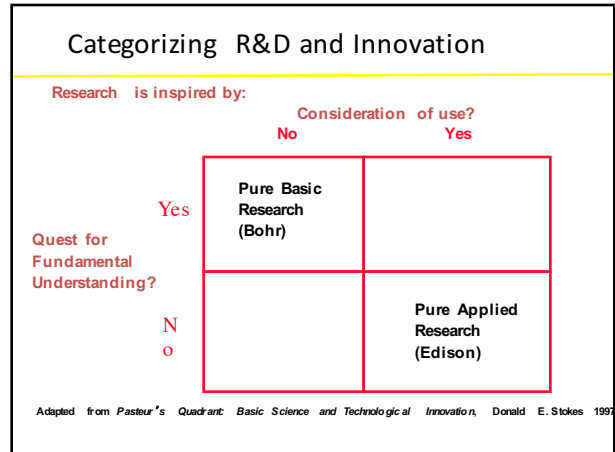 Categorizing R&D and Innovation
Research is inspired by:
Consideration of use?
No Yes
Yes
Pure Basic
Research
(Bohr)
Quest for
Fundamental
Understanding?
N
o
Pure Applied
Research
(Edison)
Adapted from Pasteur's Quadrant: Basic Science and Technological Innovation, Donald E. Stokes 1997